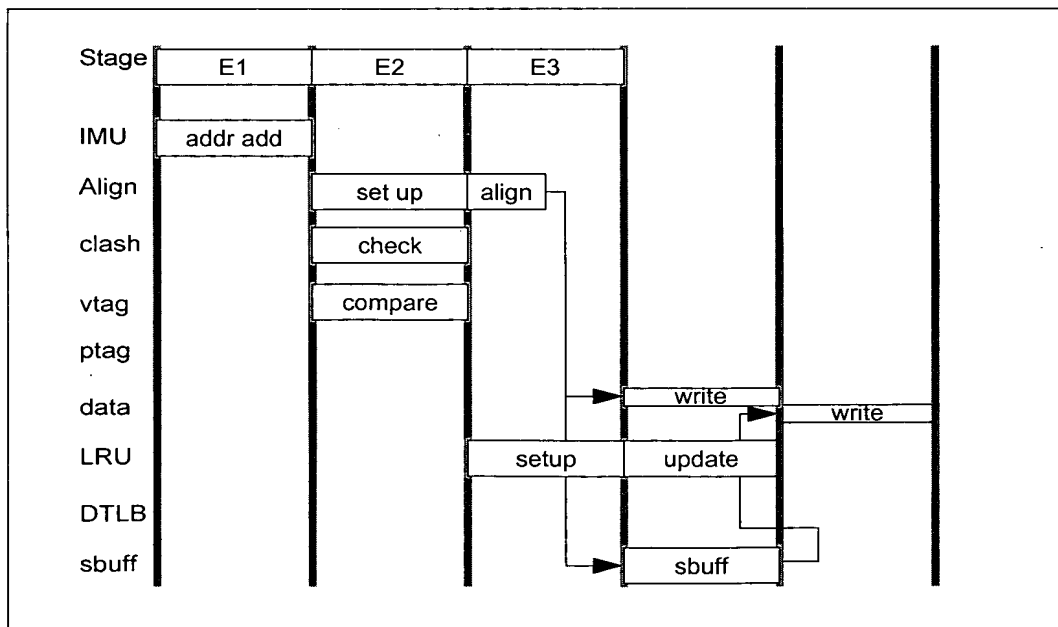 Stage E1 E2 E3
IMU addr add
Align set up align
clash check
vtag compare
ptag
write
data write
LRU setup update
DTLB
sbuff sbuff